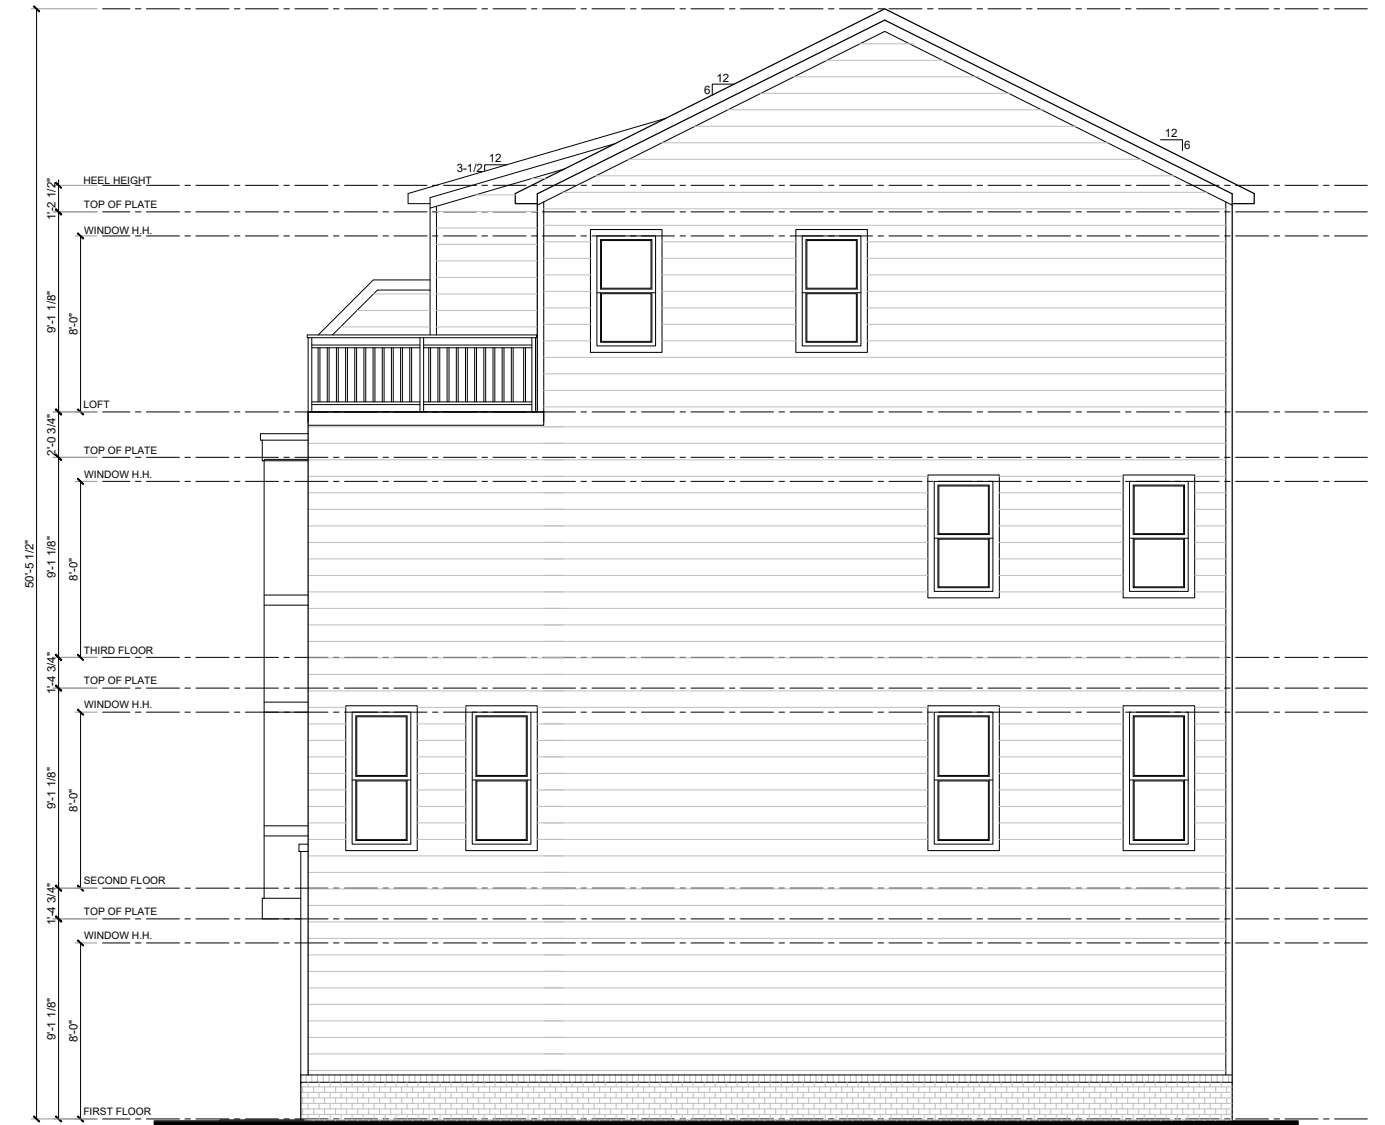 12
6
12
6
12
3-1/2
HEEL HEIGHT
1'-2 1/2"
TOP OF PLATE
WINDOW H.H.
9'-1 1/8"
8'-0"
LOFT
2'-0 3/4"
TOP OF PLATE
WINDOW H.H.
50'-5 1/2"
9'-1 1/8"
8'-0"
THIRD FLOOR
1'-4 3/4"
TOP OF PLATE
WINDOW H.H.
9'-1 1/8"
8'-0"
SECOND FLOOR
1'-4 3/4"
TOP OF PLATE
WINDOW H.H.
9'-1 1/8"
8'-0"
FIRST FLOOR